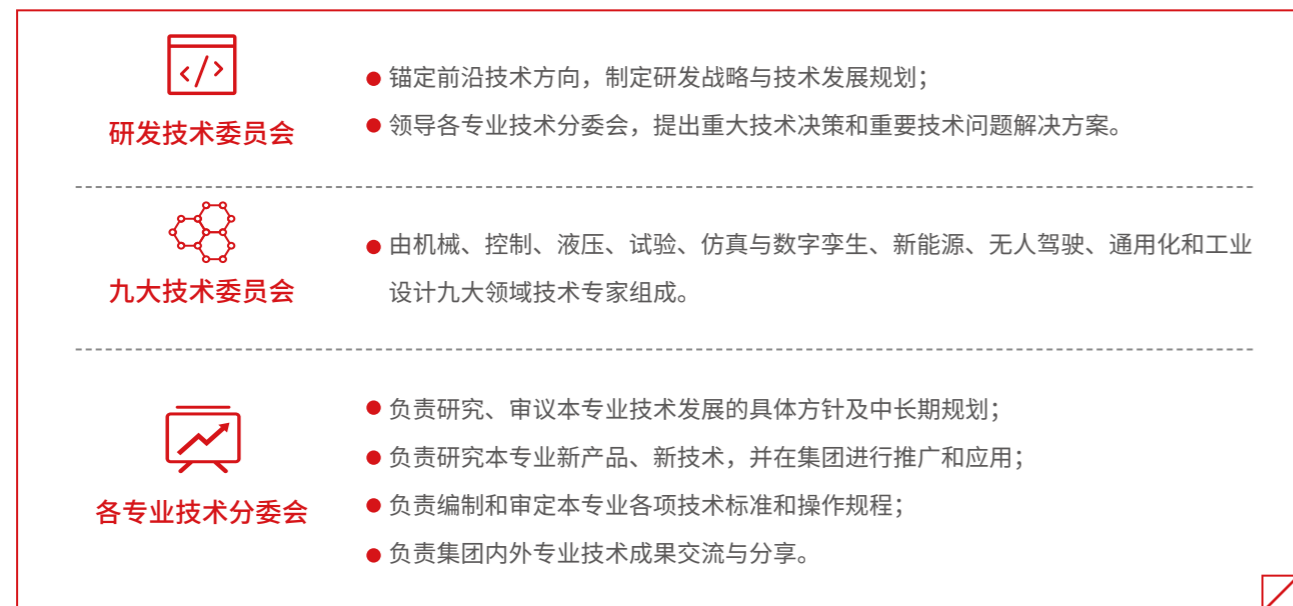 研发技术委员会
锚定前沿技术方向，制定研发战略与技术发展规划；
领导各专业技术分委会，提出重大技术决策和重要技术问题解决方案。
九大技术委员会
由机械、控制、液压、试验、仿真与数字孪生、新能源、无人驾驶、通用化和工业
设计九大领域技术专家组成。
各专业技术分委会
负责研究、审议本专业技术发展的具体方针及中长期规划；
负责研究本专业新产品、新技术，并在集团进行推广和应用；
负责编制和审定本专业各项技术标准和操作规程；
负责集团内外专业技术成果交流与分享。